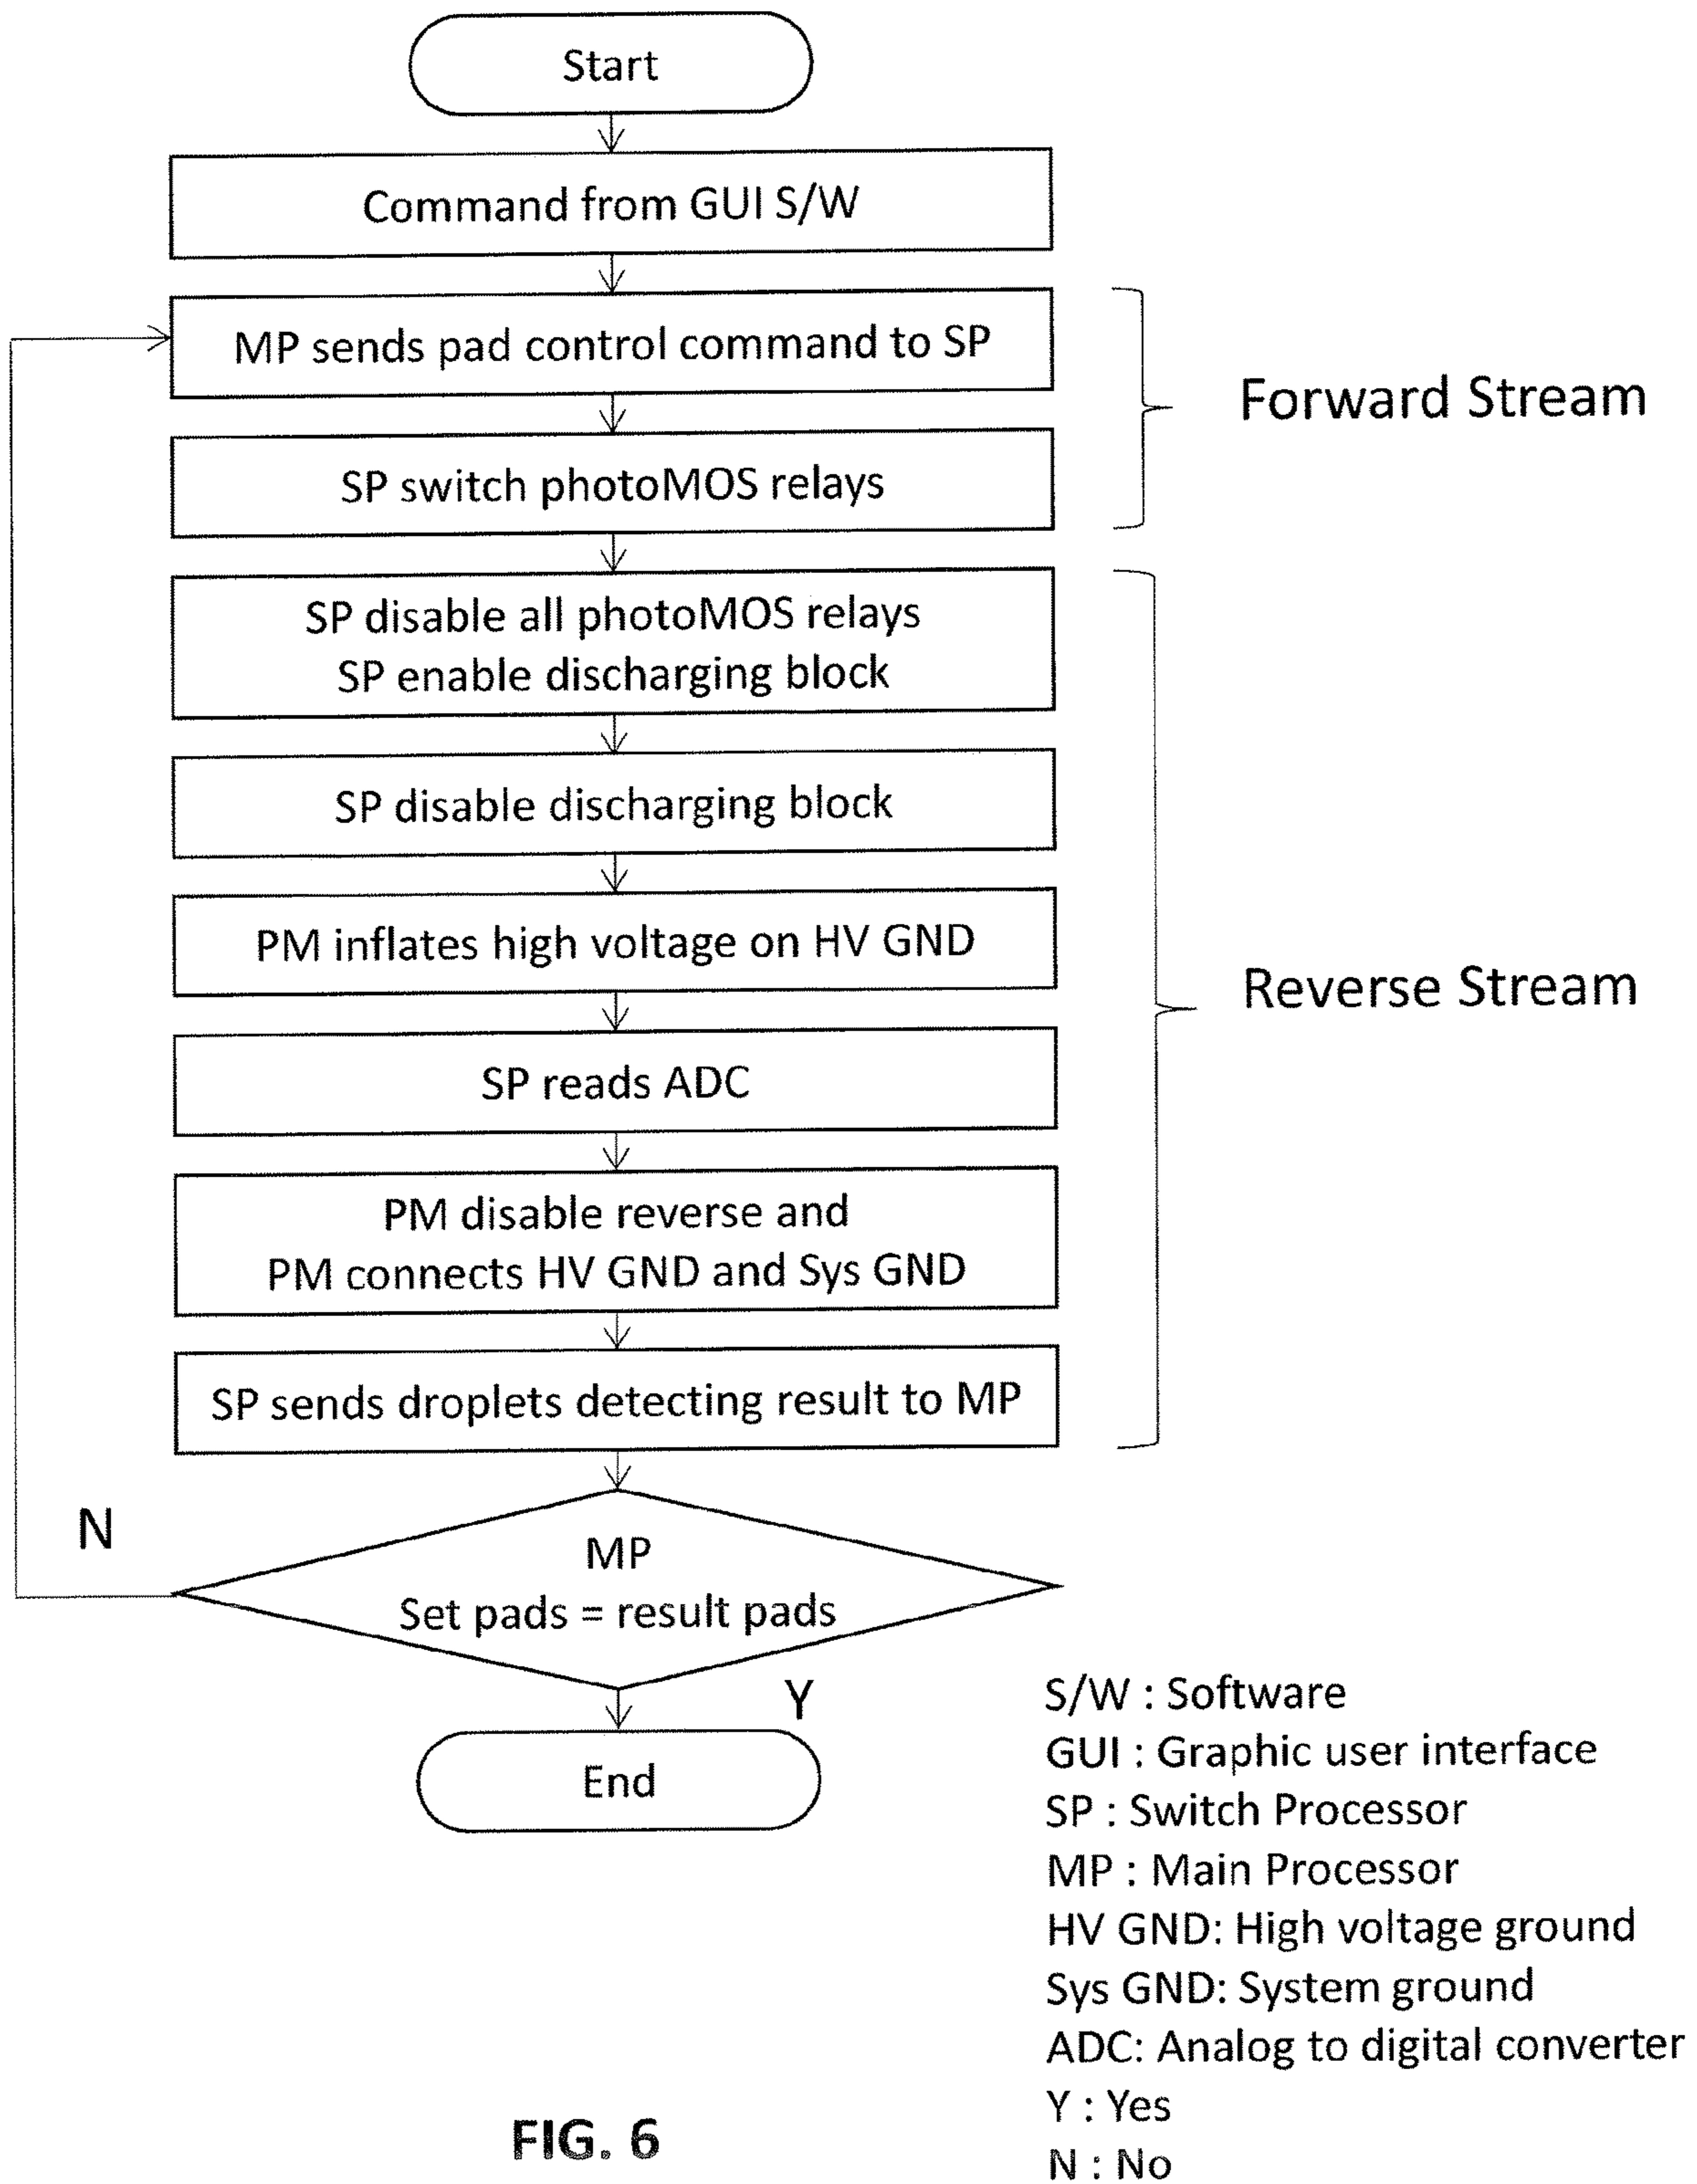 Start
Command from GUI S/W
MP sends pad control command to SP
SP switch photoMOS relays
Forward Stream
SP disable all photoMOS relays
SP enable discharging block
SP disable discharging block
PM inflates high voltage on HV GND
SP reads ADC
PM disable reverse and
PM connects HV GND and Sys GND
SP sends droplets detecting result to MP
Reverse Stream
N
MP
Set pads = result pads
Y
End
S/W : Software
GUI : Graphic user interface
SP : Switch Processor
MP : Main Processor
HV GND: High voltage ground
Sys GND: System ground
ADC: Analog to digital converter
Y : Yes
N : No
FIG. 6